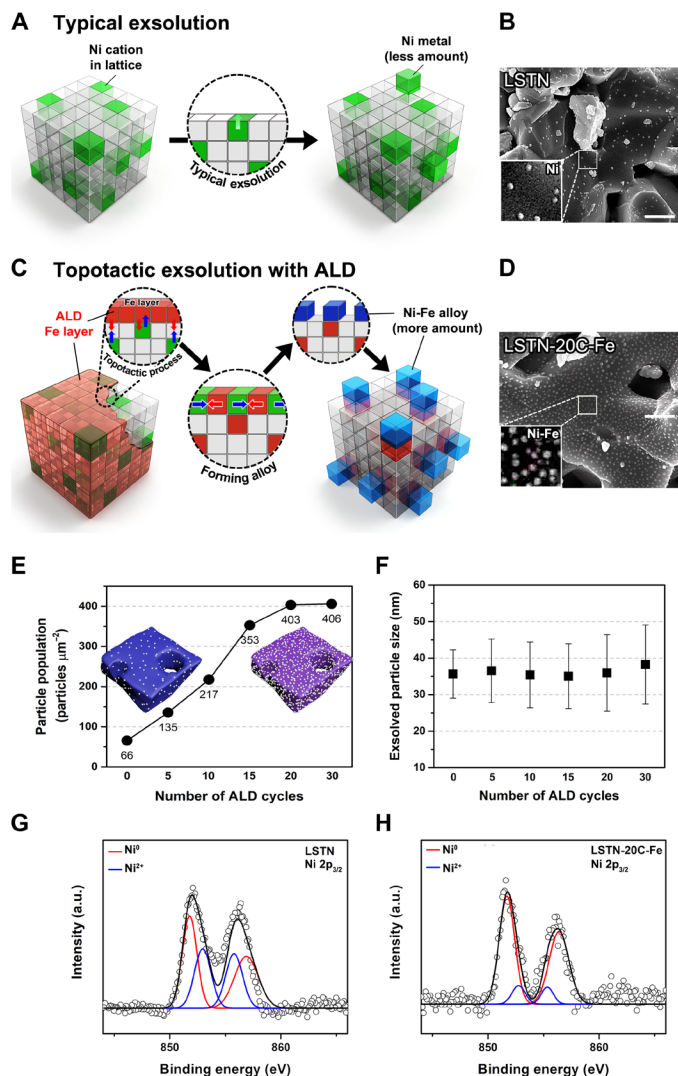 A Typical exsolution
Ni cation
in lattice
Typical exsolution
Ni metal
(less amount)
B
LSTN
Ni
C Topotactic exsolution with ALD
ALD
Fe layer
Fe layer
Topotactic process
Forming alloy
Ni-Fe alloy
(more amount)
D
LSTN-20C-Fe
Ni-Fe
E
Particle population
(particles μm⁻²)
400
350
300
250
200
150
100
50
0
66
135
217
353
403
406
0 5 10 15 20 30
Number of ALD cycles
F
Exsolved particle size (nm)
60
50
40
30
20
10
0 5 10 15 20 30
Number of ALD cycles
G
Ni⁰
Ni²⁺
LSTN
Ni 2p₃/₂
Intensity (a.u.)
850 860
Binding energy (eV)
H
Ni⁰
Ni²⁺
LSTN-20C-Fe
Ni 2p₃/₂
Intensity (a.u.)
850 860
Binding energy (eV)